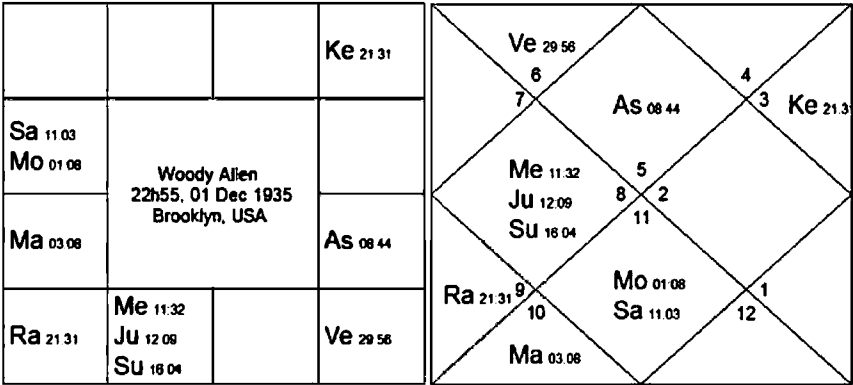 Ke 21 31
Sa 11.03
Mo 01:08
Woody Allen
22h55, 01 Dec 1935
Brooklyn, USA
Ma 03:08
As 08 44
Ra 21 31
Me 11:32
Ju 12 09
Su 16 04
Ve 29 56
Ve 29 56
6
4
7
3
As 08 44
Ke 21.31
Me 11:32
Ju 12:09
Su 16 04
5
8
2
11
Ra 21:31
9
10
Mo 01:08
Sa 11.03
1
12
Ma 03.08